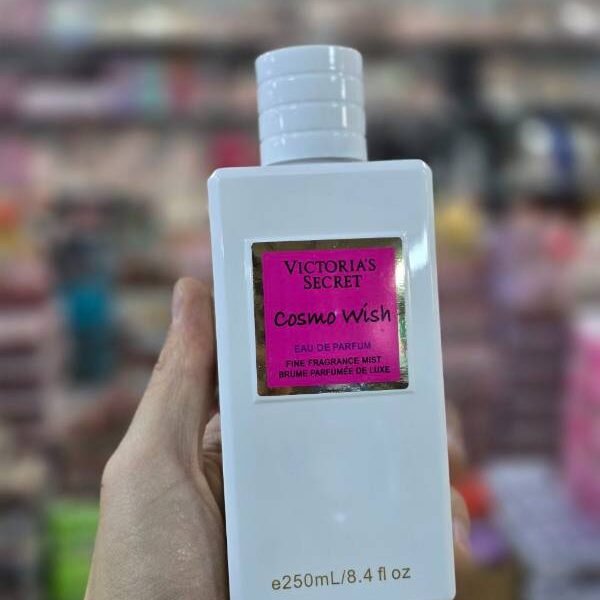 VICTORIA'S
SECRET
Cosmo Wish
EAU DE PARFUM
FINE FRAGRANCE MIST
BRUME PARFUMÉE DE LUXE
e250mL/8.4 fl oz